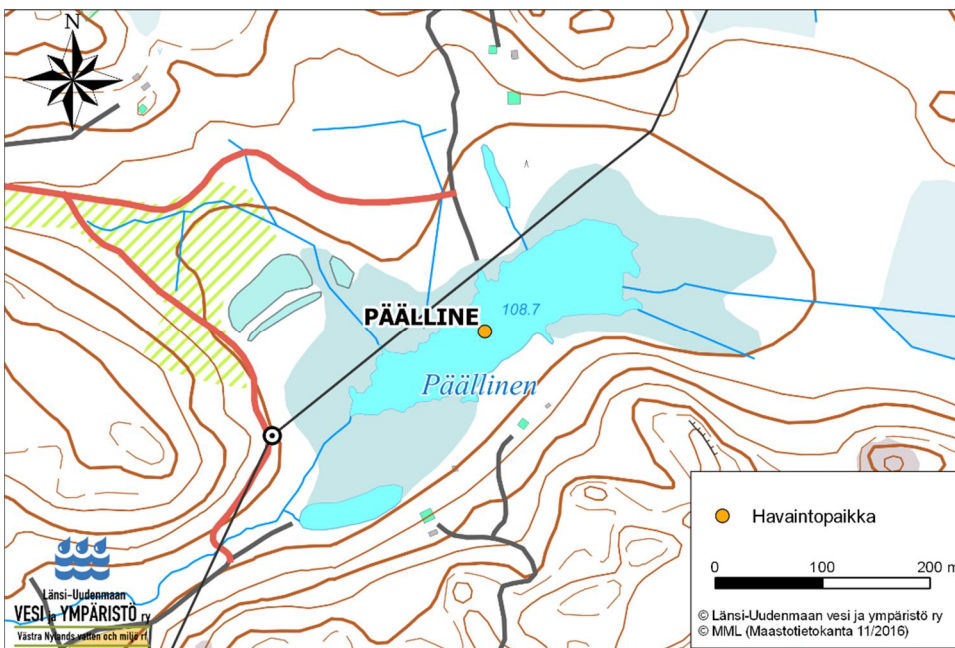 N
PÄÄLLINE
108.7
Päällinen
Havaintopaikka
0 100 200 m
© Länsi-Uudenmaan vesi ja ympäristö ry
© MML (Maastotietokanta 11/2016)
Länsi-Uudenmaan
VESI ja YMPÄRISTÖ ry
Västra Nylands vatten och miljö rf